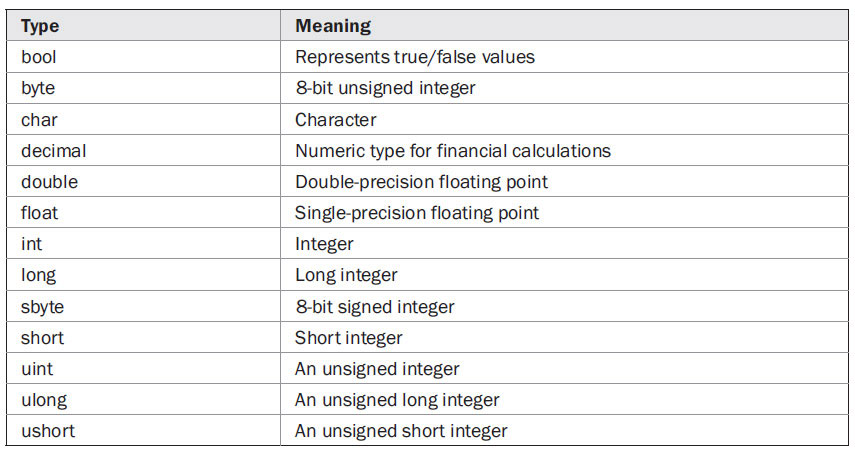 Type Meaning
bool Represents true/false values
byte 8-bit unsigned integer
char Character
decimal Numeric type for financial calculations
double Double-precision floating point
float Single-precision floating point
int Integer
long Long integer
sbyte 8-bit signed integer
short Short integer
uint An unsigned integer
ulong An unsigned long integer
ushort An unsigned short integer